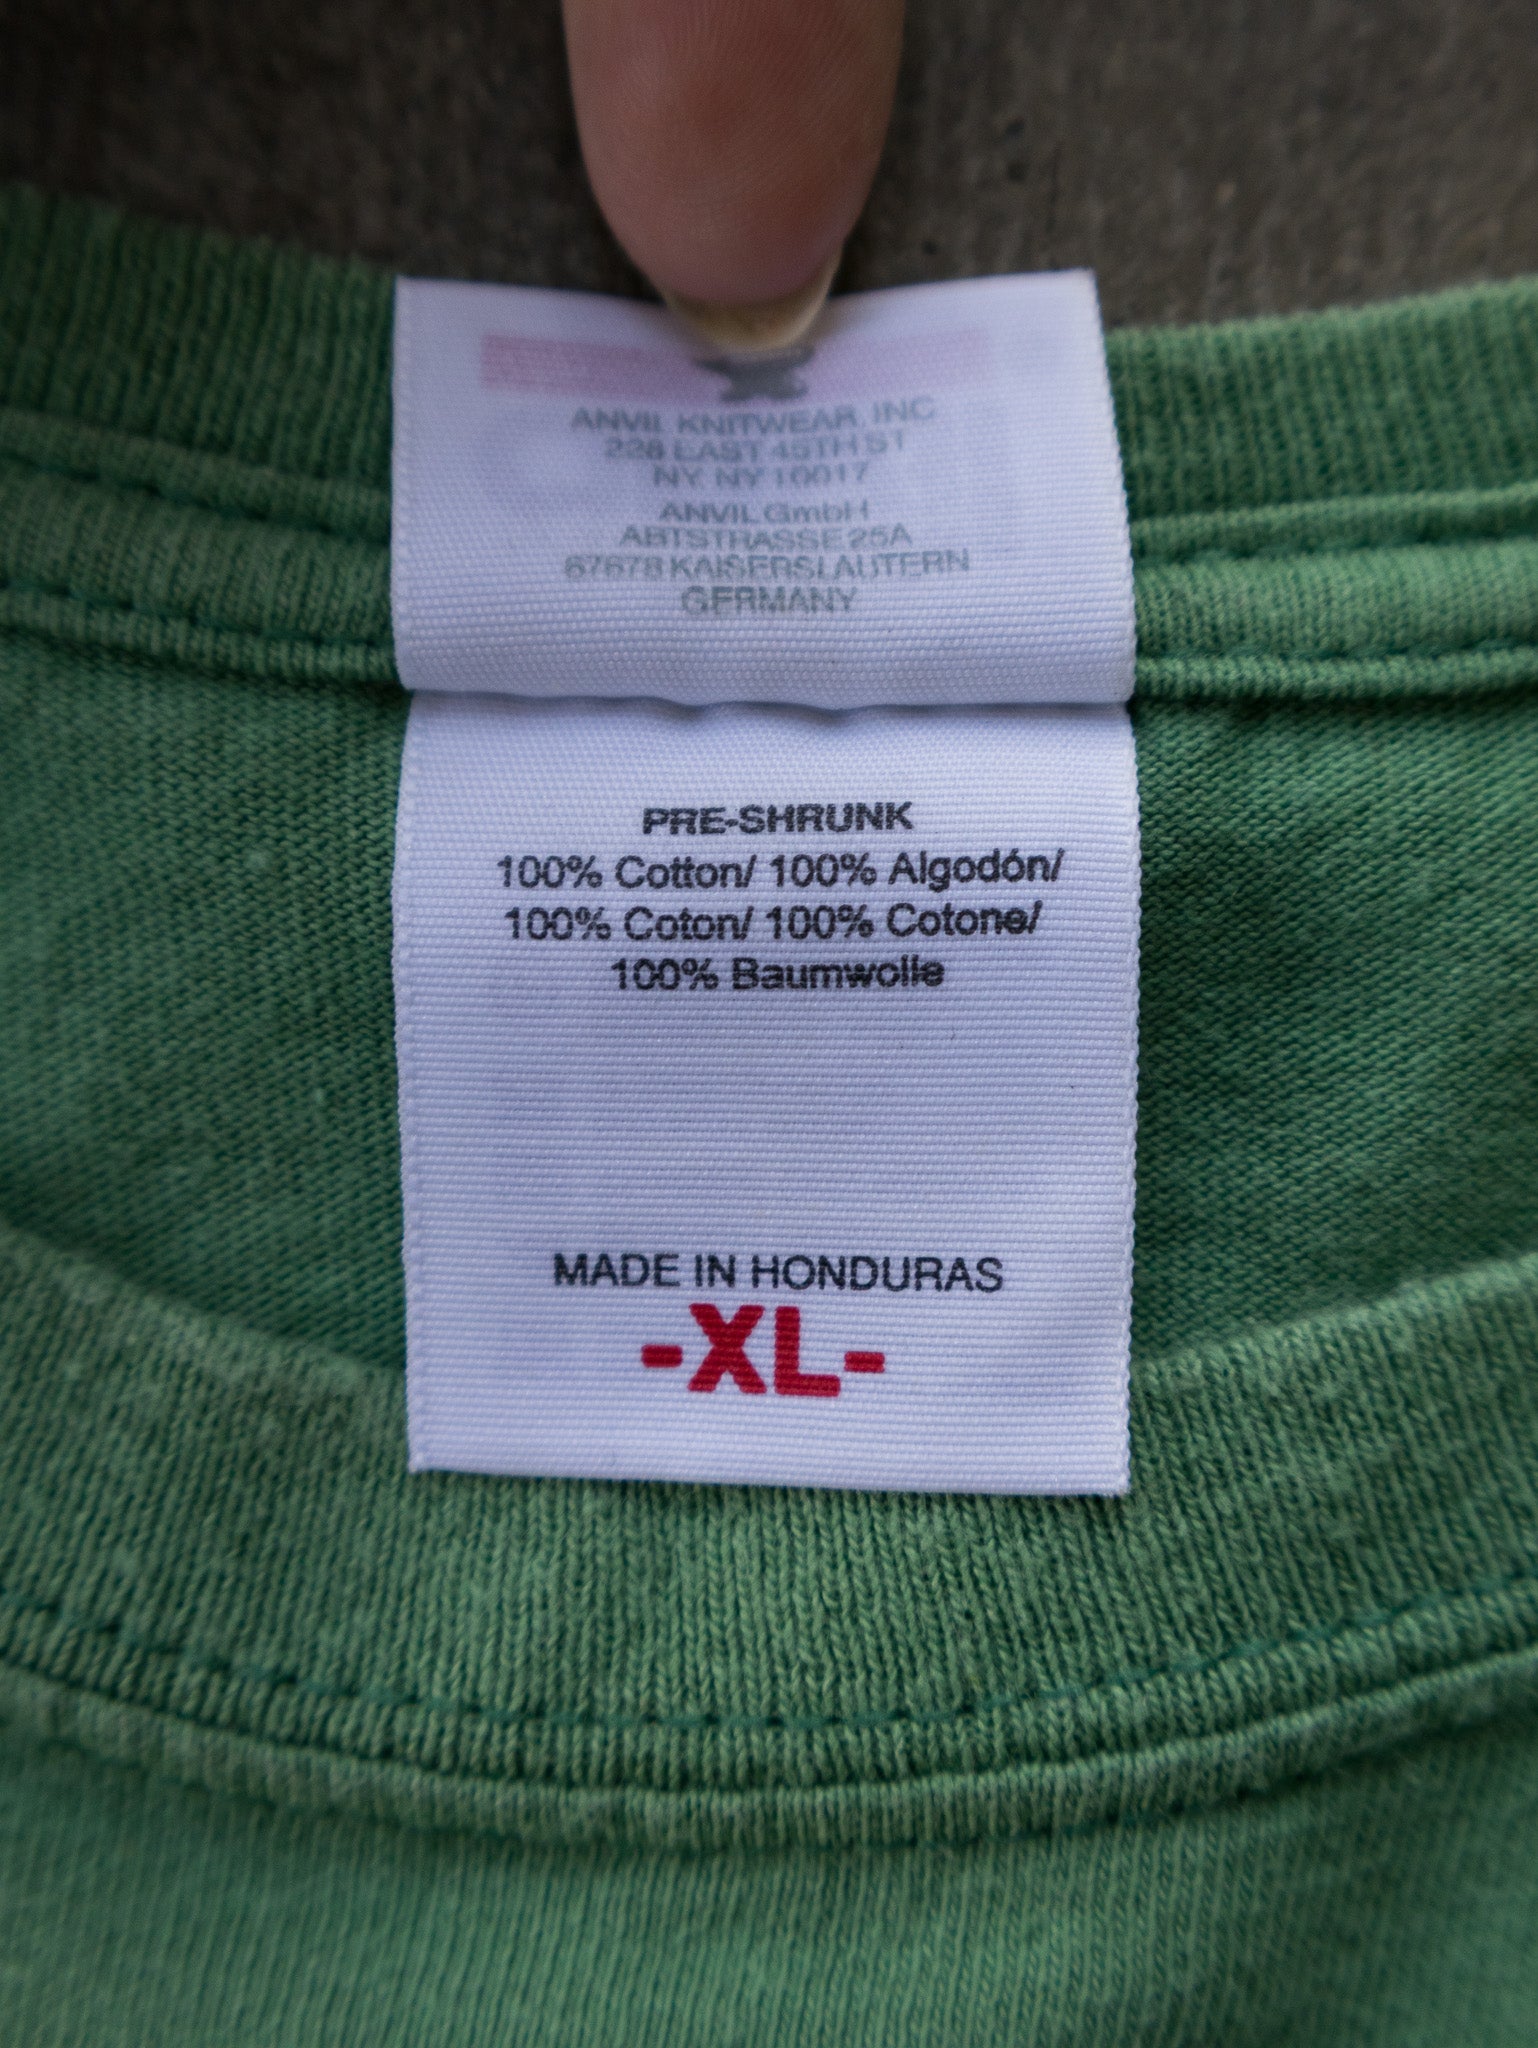 ANVIL KNITWEAR, INC
228 EAST 45TH ST
NY, NY 10017
ANVIL GmbH
ABTSTRASSE 25A
67678 KAISERSLAUTERN
GERMANY
PRE-SHRUNK
100% Cotton/ 100% Algodón/
100% Coton/ 100% Cotone/
100% Baumwolle
MADE IN HONDURAS
-XL-